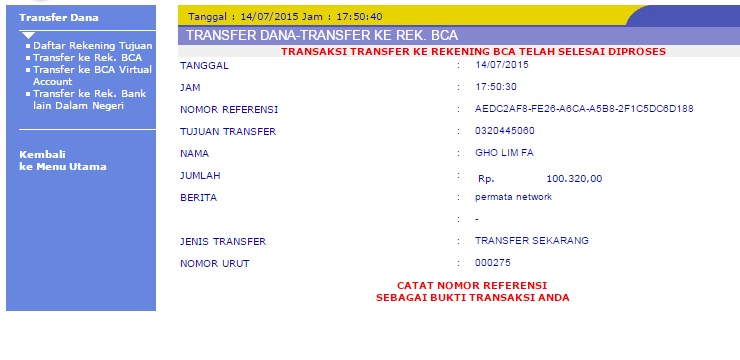 Transfer Dana
Daftar Rekening Tujuan
Transfer ke Rek. BCA
Transfer ke BCA Virtual
Account
Transfer ke Rek. Bank
lain Dalam Negeri
Kembali
ke Menu Utama
Tanggal : 14/07/2015 Jam : 17:50:40
TRANSFER DANA-TRANSFER KE REK. BCA
TRANSAKSI TRANSFER KE REKENING BCA TELAH SELESAI DIPROSES
TANGGAL : 14/07/2015
JAM : 17:50:30
NOMOR REFERENSI : AEDC2AF8-FE26-A6CA-A5B8-2F1C5DC6D188
TUJUAN TRANSFER : 0320445060
NAMA : GHO LIM FA
JUMLAH : Rp. 100.320,00
BERITA : permata network
: -
JENIS TRANSFER : TRANSFER SEKARANG
NOMOR URUT : 000275
CATAT NOMOR REFERENSI
SEBAGAI BUKTI TRANSAKSI ANDA